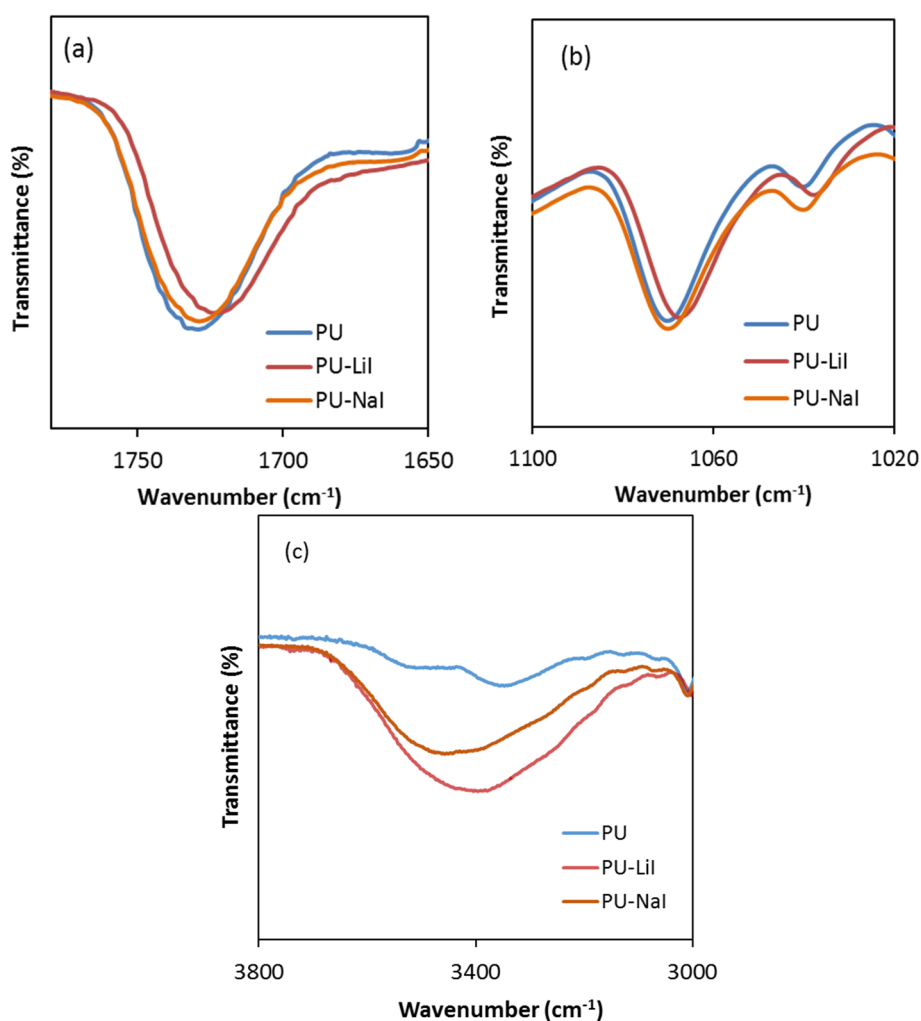 (a)
Transmittance (%)
PU
PU-LiI
PU-NaI
1750 1700 1650
Wavenumber (cm⁻¹)
(b)
Transmittance (%)
PU
PU-LiI
PU-NaI
1100 1060 1020
Wavenumber (cm⁻¹)
(c)
Transmittance (%)
PU
PU-LiI
PU-NaI
3800 3400 3000
Wavenumber (cm⁻¹)